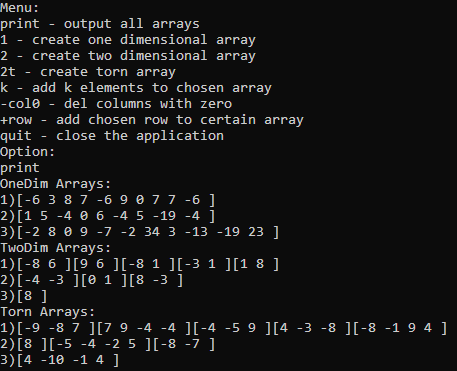 Menu:
print - output all arrays
1 - create one dimensional array
2 - create two dimensional array
2t - create torn array
k - add k elements to chosen array
-col0 - del columns with zero
+row - add chosen row to certain array
quit - close the application
Option:
print
OneDim Arrays:
1)[-6 3 8 7 -6 9 0 7 7 -6 ]
2)[1 5 -4 0 6 -4 5 -19 -4 ]
3)[-2 8 0 9 -7 -2 34 3 -13 -19 23 ]
TwoDim Arrays:
1)[-8 6 ][9 6 ][-8 1 ][-3 1 ][1 8 ]
2)[-4 -3 ][0 1 ][8 -3 ]
3)[8 ]
Torn Arrays:
1)[-9 -8 7 ][7 9 -4 -4 ][-4 -5 9 ][4 -3 -8 ][-8 -1 9 4 ]
2)[8 ][-5 -4 -2 5 ][-8 -7 ]
3)[4 -10 -1 4 ]